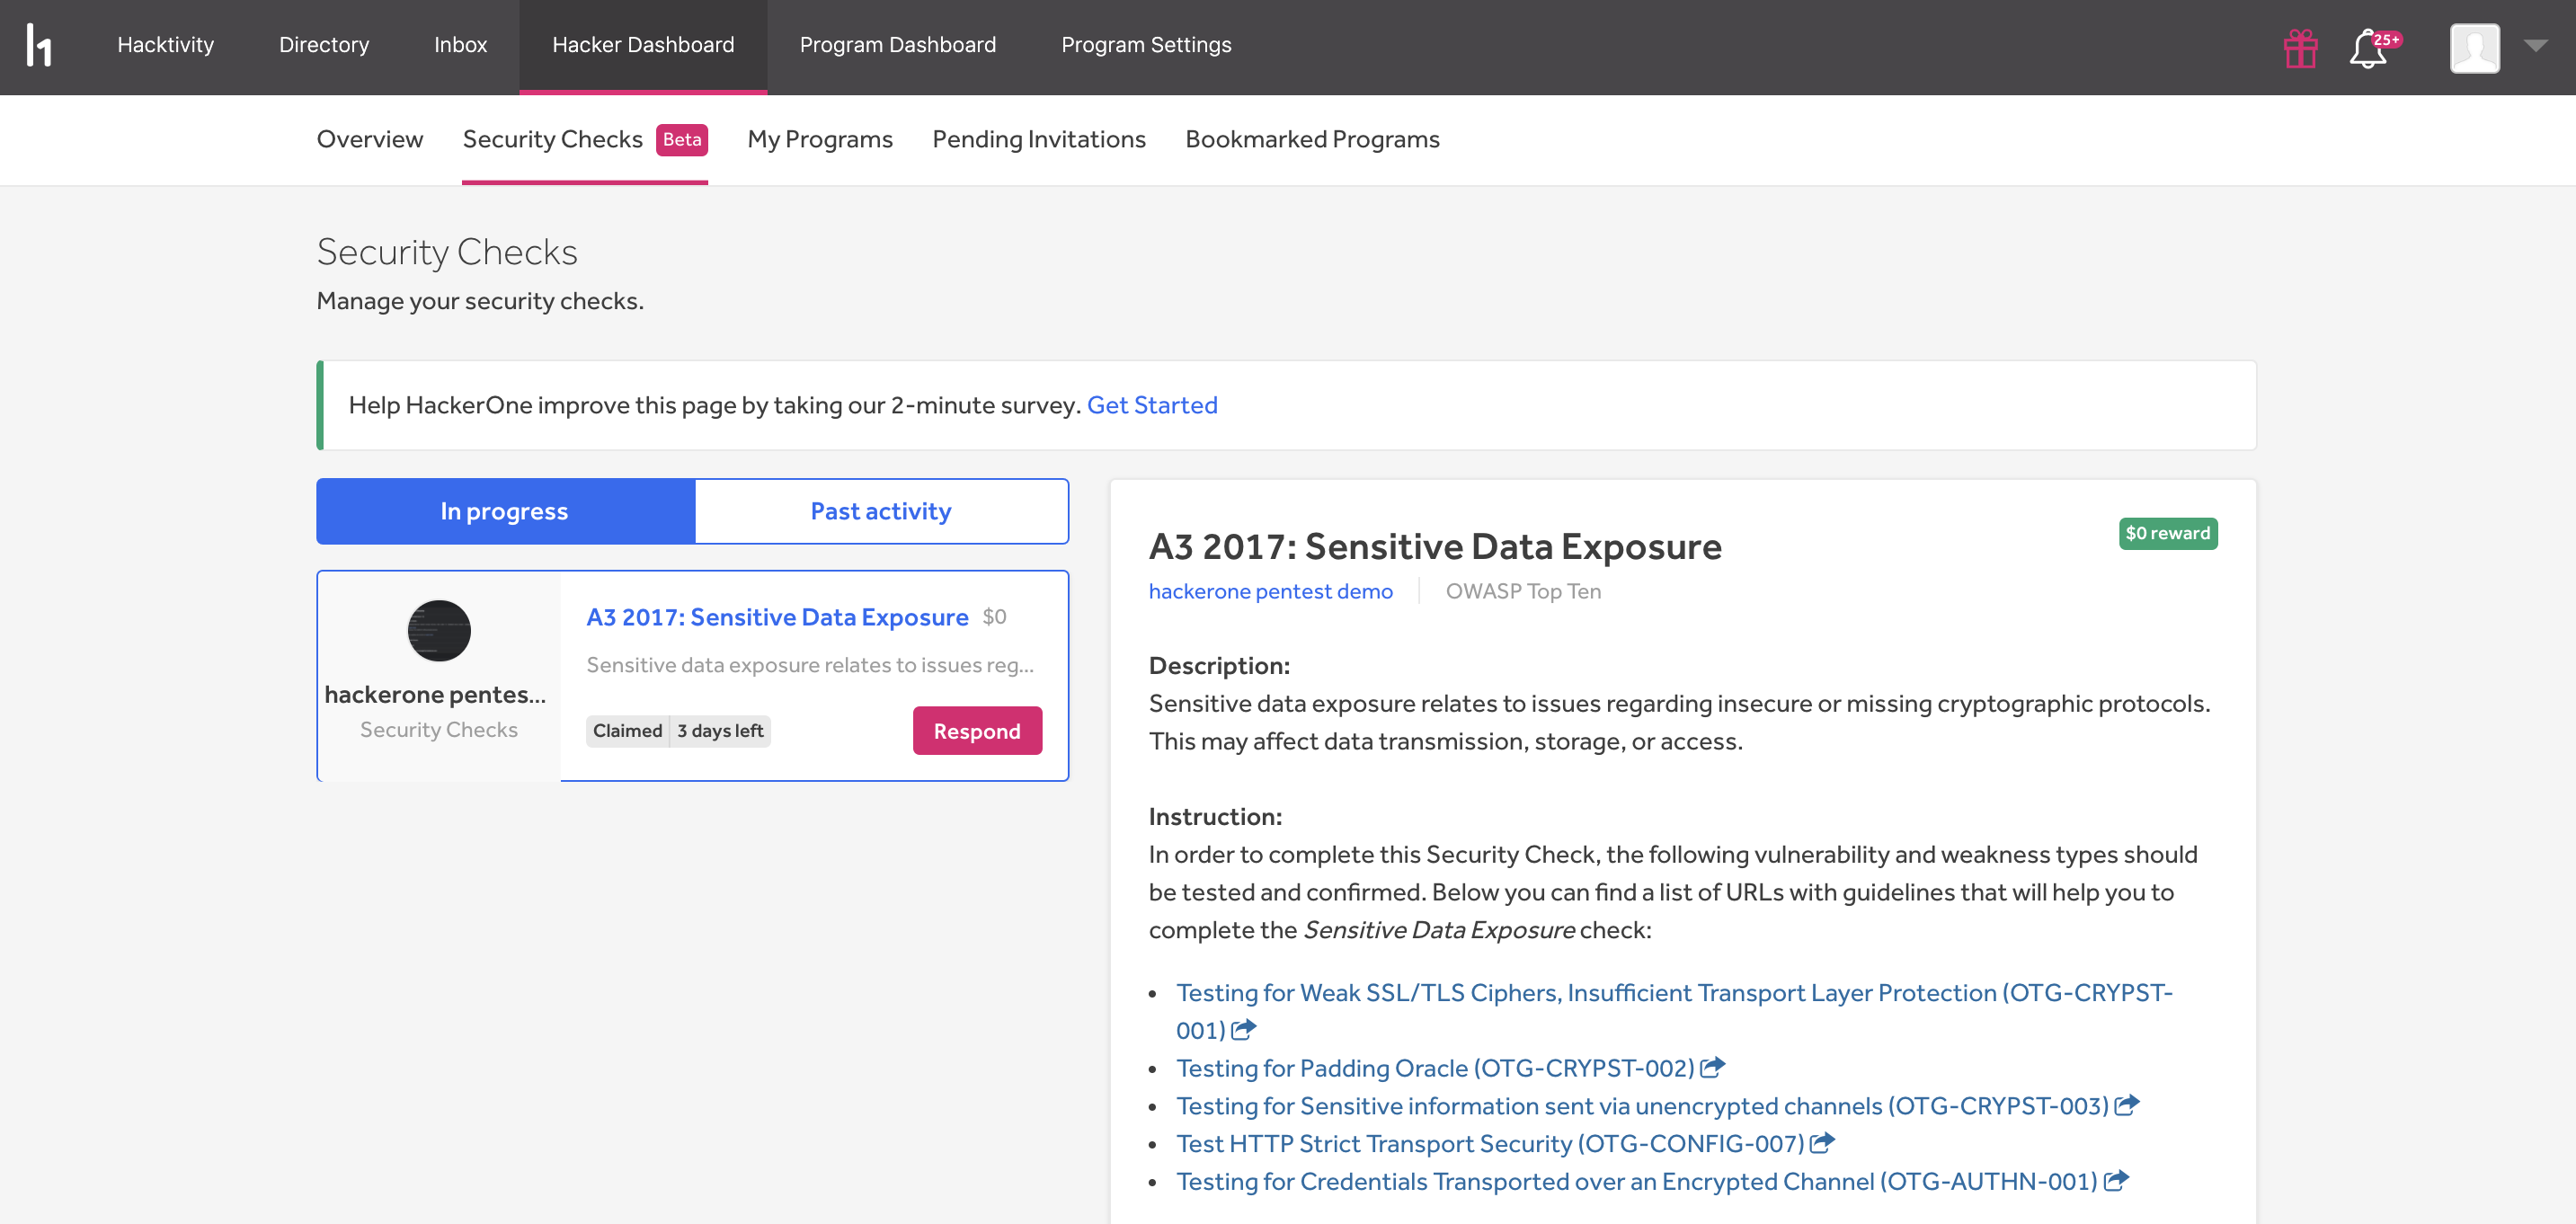 Hacktivity Directory Inbox Hacker Dashboard Program Dashboard Program Settings 25+
Overview Security Checks Beta My Programs Pending Invitations Bookmarked Programs
Security Checks
Manage your security checks.
Help HackerOne improve this page by taking our 2-minute survey. Get Started
In progress Past activity
A3 2017: Sensitive Data Exposure $0
Sensitive data exposure relates to issues reg...
hackerone pentes...
Security Checks
Claimed 3 days left Respond
A3 2017: Sensitive Data Exposure $0 reward
hackerone pentest demo OWASP Top Ten
Description:
Sensitive data exposure relates to issues regarding insecure or missing cryptographic protocols.
This may affect data transmission, storage, or access.
Instruction:
In order to complete this Security Check, the following vulnerability and weakness types should
be tested and confirmed. Below you can find a list of URLs with guidelines that will help you to
complete the Sensitive Data Exposure check:
• Testing for Weak SSL/TLS Ciphers, Insufficient Transport Layer Protection (OTG-CRYPST-
001)
• Testing for Padding Oracle (OTG-CRYPST-002)
• Testing for Sensitive information sent via unencrypted channels (OTG-CRYPST-003)
• Test HTTP Strict Transport Security (OTG-CONFIG-007)
• Testing for Credentials Transported over an Encrypted Channel (OTG-AUTHN-001)